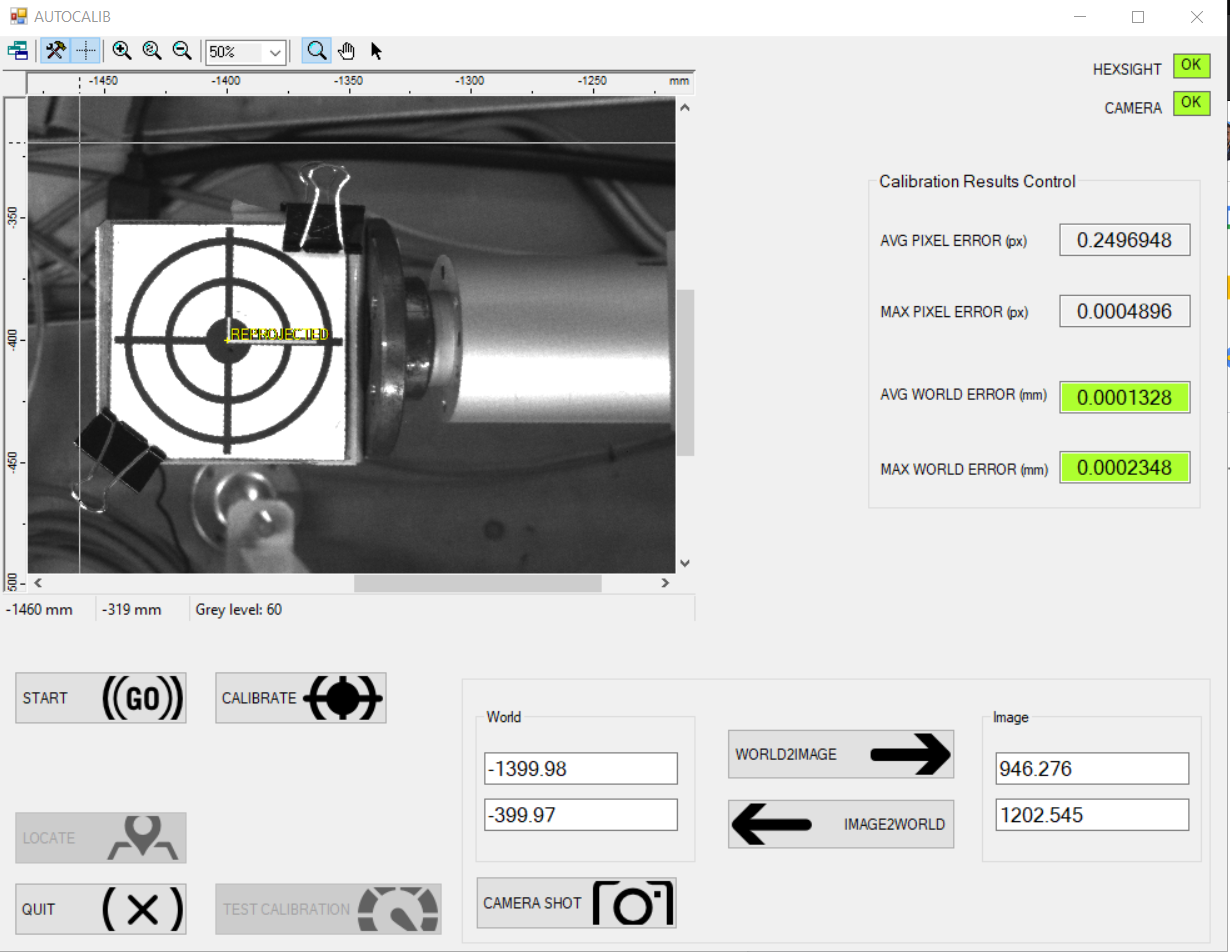 AUTOCALIB
50%
-1450 -1400 -1350 -1300 -1250 mm
HEXSIGHT OK
CAMERA OK
-350
-400
-450
500
REPROJECTED
Calibration Results Control
AVG PIXEL ERROR (px) 0.2496948
MAX PIXEL ERROR (px) 0.0004896
AVG WORLD ERROR (mm) 0.0001328
MAX WORLD ERROR (mm) 0.0002348
-1460 mm -319 mm Grey level: 60
START ((GO))
CALIBRATE
World
-1399.98
-399.97
WORLD2IMAGE
IMAGE2WORLD
Image
946.276
1202.545
LOCATE
QUIT (X)
TEST CALIBRATION
CAMERA SHOT